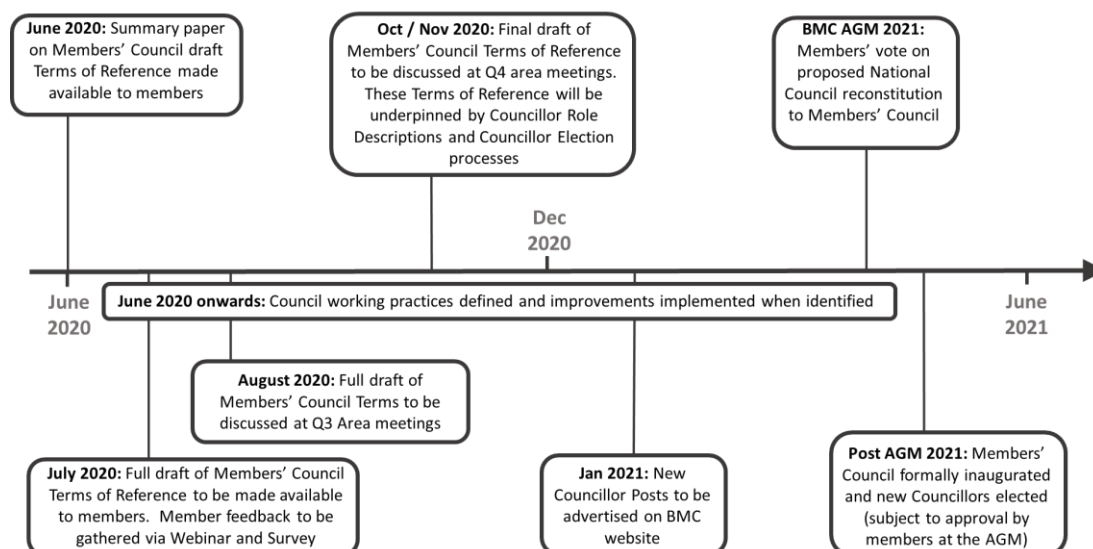 June 2020: Summary paper
on Members' Council draft
Terms of Reference made
available to members
Oct / Nov 2020: Final draft of
Members' Council Terms of Reference
to be discussed at Q4 area meetings.
These Terms of Reference will be
underpinned by Councillor Role
Descriptions and Councillor Election
processes
BMC AGM 2021:
Members' vote on
proposed National
Council reconstitution
to Members' Council
Dec
2020
June
2020
June 2020 onwards: Council working practices defined and improvements implemented when identified
June
2021
August 2020: Full draft of
Members' Council Terms to be
discussed at Q3 Area meetings
July 2020: Full draft of Members' Council
Terms of Reference to be made available
to members.  Member feedback to be
gathered via Webinar and Survey
Jan 2021: New
Councillor Posts to be
advertised on BMC
website
Post AGM 2021: Members'
Council formally inaugurated
and new Councillors elected
(subject to approval by
members at the AGM)